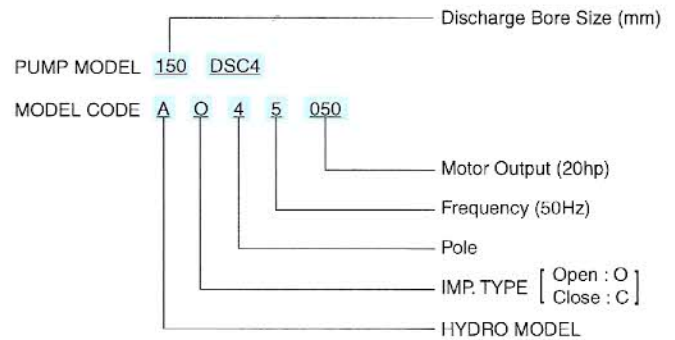 Discharge Bore Size (mm)
PUMP MODEL 150 DSC4
MODEL CODE A O 4 5 050
Motor Output (20hp)
Frequency (50Hz)
Pole
IMP. TYPE [ Open : O
Close : C ]
HYDRO MODEL